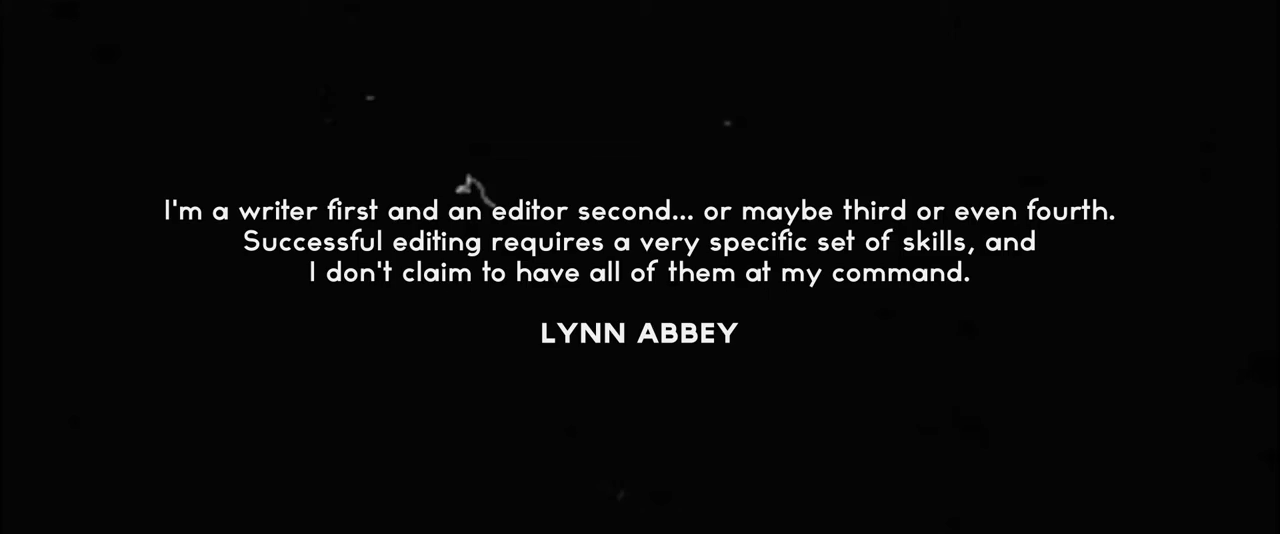 I'm a writer first and an editor second... or maybe third or even fourth.
Successful editing requires a very specific set of skills, and
I don't claim to have all of them at my command.
LYNN ABBEY